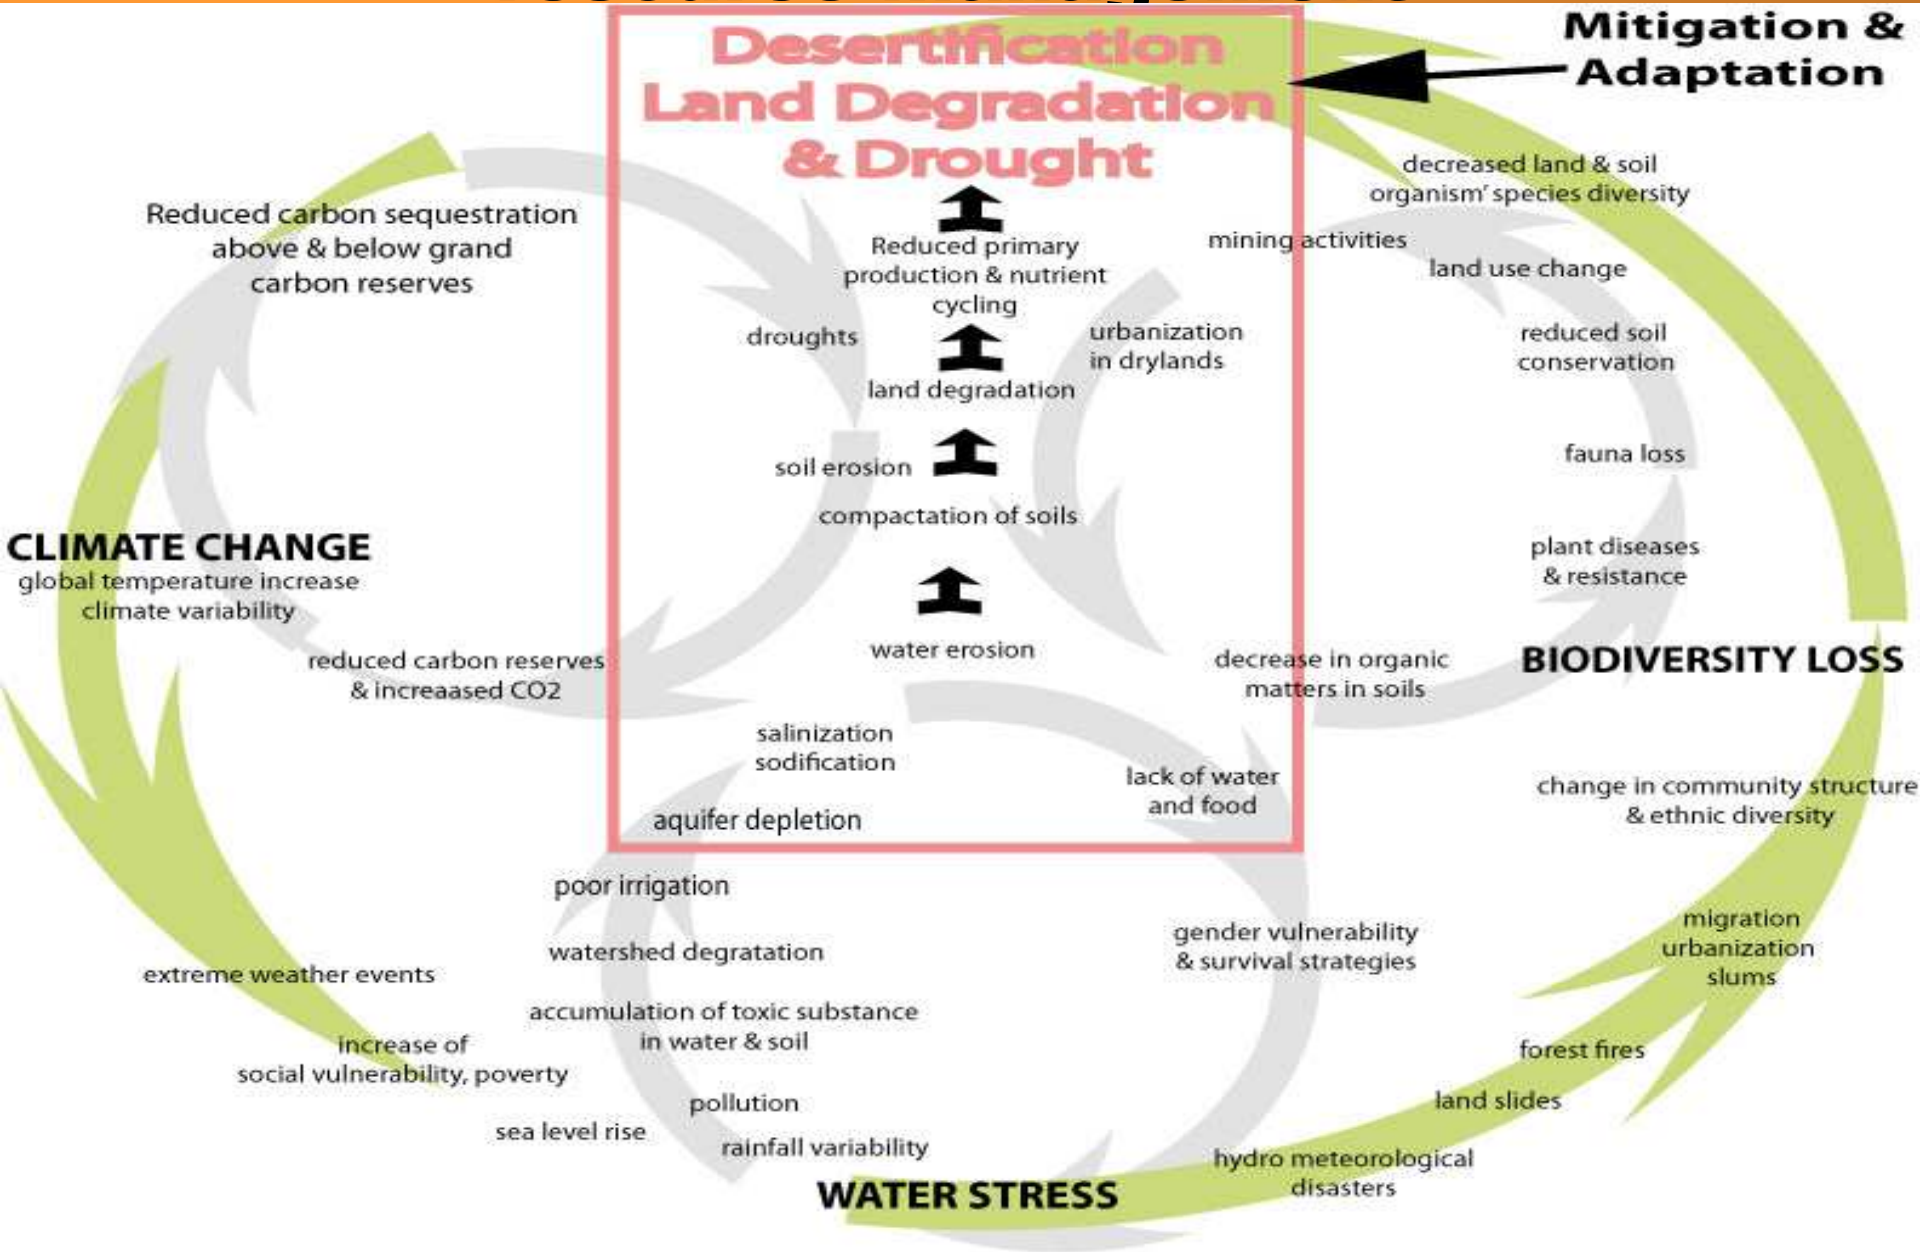 Desertification
Land Degradation
& Drought
Mitigation &
Adaptation
decreased land & soil
organism' species diversity
Reduced carbon sequestration
above & below grand
carbon reserves
Reduced primary
production & nutrient
cycling
mining activities
land use change
droughts
urbanization
in drylands
reduced soil
conservation
land degradation
soil erosion
fauna loss
compactation of soils
CLIMATE CHANGE
global temperature increase
climate variability
plant diseases
& resistance
water erosion
reduced carbon reserves
& increaased CO2
decrease in organic
matters in soils
BIODIVERSITY LOSS
salinization
sodification
lack of water
and food
change in community structure
& ethnic diversity
aquifer depletion
poor irrigation
watershed degratation
gender vulnerability
& survival strategies
migration
urbanization
slums
extreme weather events
accumulation of toxic substance
in water & soil
increase of
social vulnerability, poverty
forest fires
land slides
pollution
sea level rise
rainfall variability
hydro meteorological
disasters
WATER STRESS